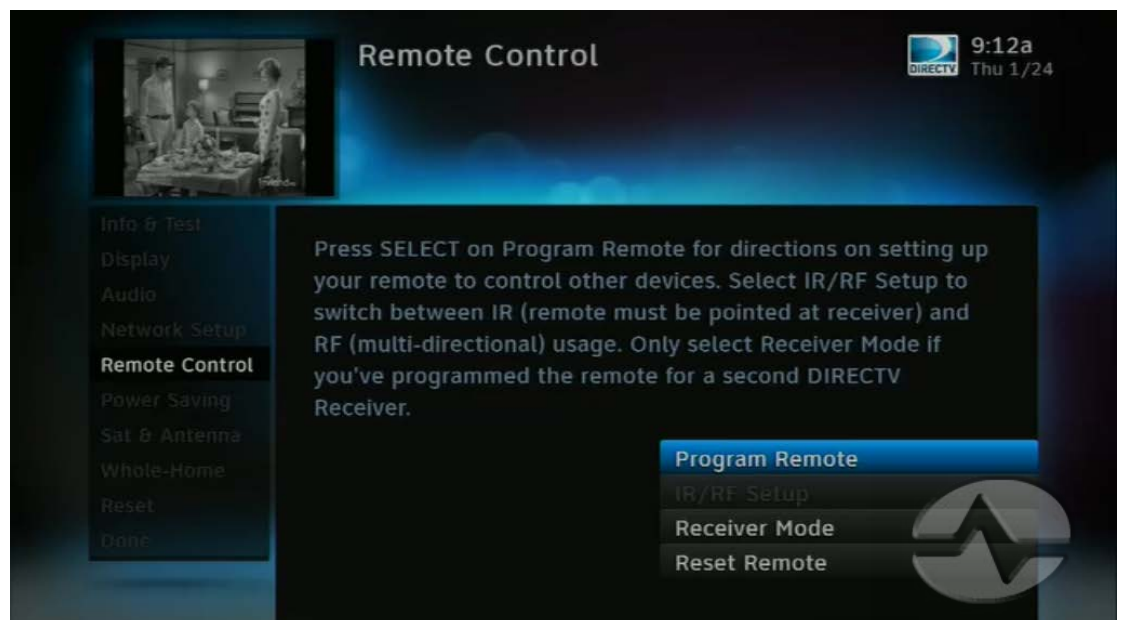 Remote Control
DIRECTV
9:12a
Thu 1/24
Info & Test
Display
Audio
Network Setup
Remote Control
Power Saving
Sat & Antenna
Whole-Home
Reset
Done
Press SELECT on Program Remote for directions on setting up
your remote to control other devices. Select IR/RF Setup to
switch between IR (remote must be pointed at receiver) and
RF (multi-directional) usage. Only select Receiver Mode if
you've programmed the remote for a second DIRECTV
Receiver.
Program Remote
IR/RF Setup
Receiver Mode
Reset Remote